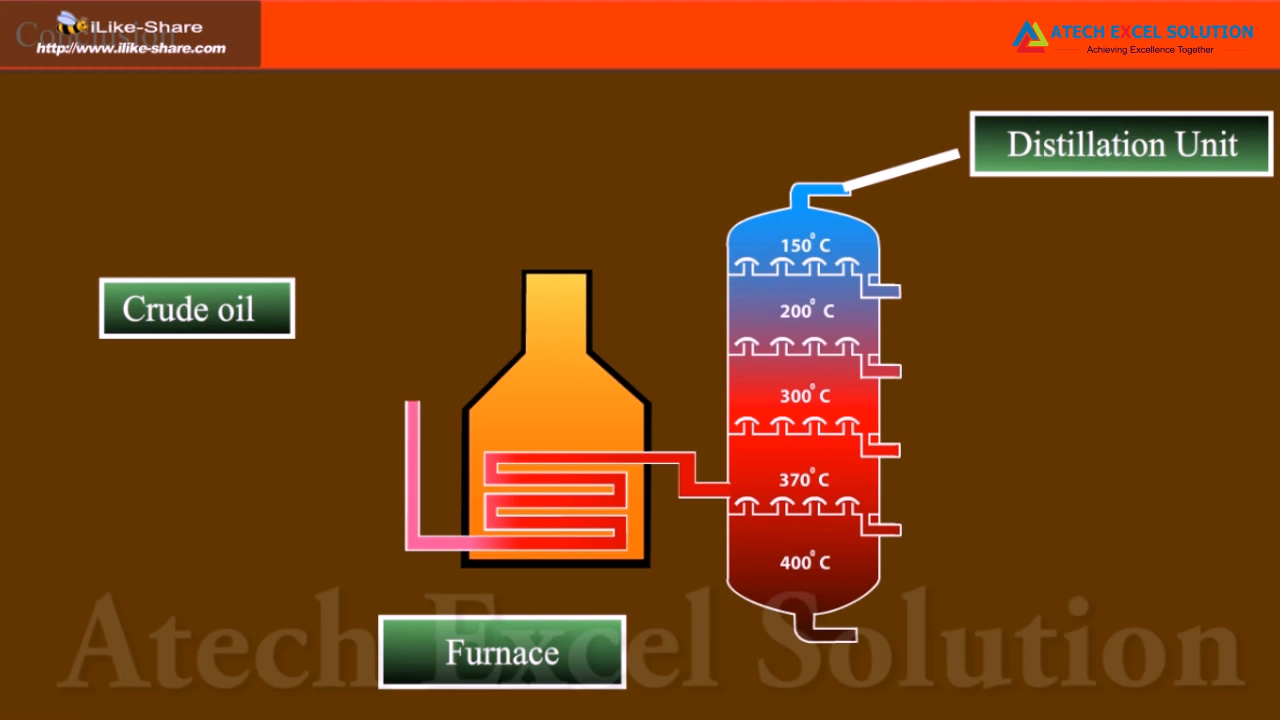 Conclusion
iLike-Share
http://www.ilike-share.com
ATECH EXCEL SOLUTION
Achieving Excellence Together
Distillation Unit
150° C
Crude oil
200° C
300° C
370° C
400° C
Atech Excel Solution
Furnace